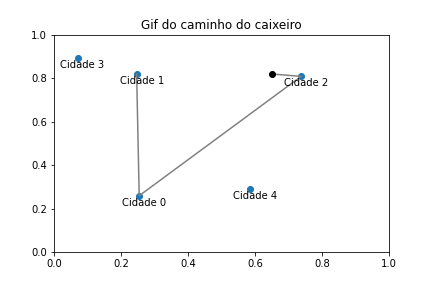 Gif do caminho do caixeiro
1.0
Cidade 3
0.8
Cidade 1
Cidade 2
0.6
0.4
Cidade 4
0.2
Cidade 0
0.0
0.0 0.2 0.4 0.6 0.8 1.0